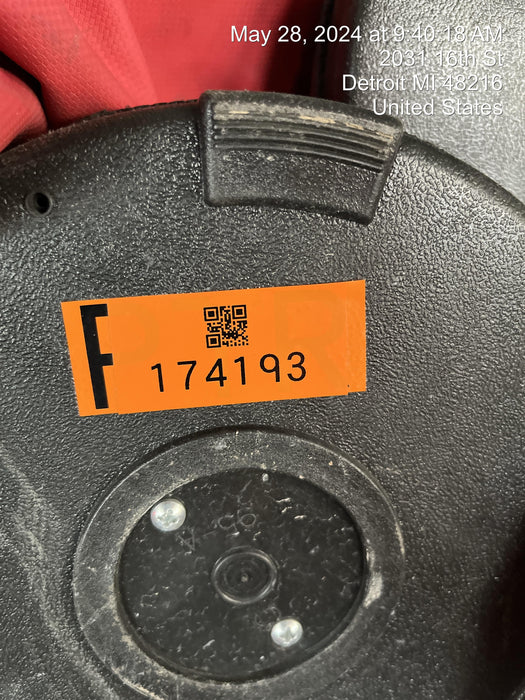 May 28, 2024 at 9:40:18 AM
2031 16th St
Detroit MI 48216
United States
F
174193